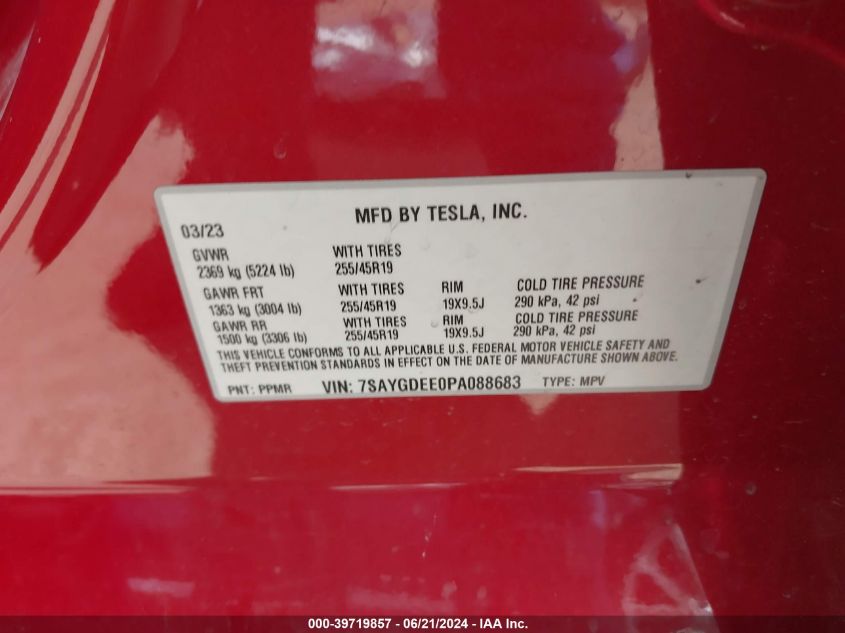 MFD BY TESLA, INC.
03/23
GVWR WITH TIRES
2369 kg (5224 lb) 255/45R19
GAWR FRT WITH TIRES RIM COLD TIRE PRESSURE
1363 kg (3004 lb) 255/45R19 19X9.5J 290 kPa, 42 psi
GAWR RR WITH TIRES RIM COLD TIRE PRESSURE
1500 kg (3306 lb) 255/45R19 19X9.5J 290 kPa, 42 psi
THIS VEHICLE CONFORMS TO ALL APPLICABLE U.S. FEDERAL MOTOR VEHICLE SAFETY AND
THEFT PREVENTION STANDARDS IN EFFECT ON THE DATE OF MANUFACTURE SHOWN ABOVE.
PNT: PPMR VIN: 7SAYGDEE0PA088683 TYPE: MPV
000-39719857 - 06/21/2024 - IAA Inc.